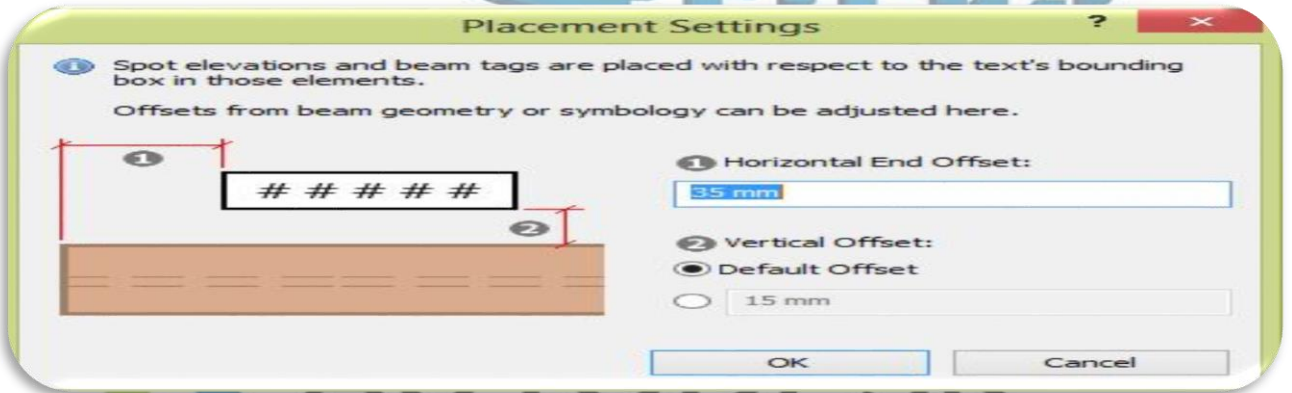 Placement Settings
?
Spot elevations and beam tags are placed with respect to the text's bounding
box in those elements.
Offsets from beam geometry or symbology can be adjusted here.
1
1 Horizontal End Offset:
# # # # #
35 mm
2
2 Vertical Offset:
Default Offset
15 mm
OK Cancel